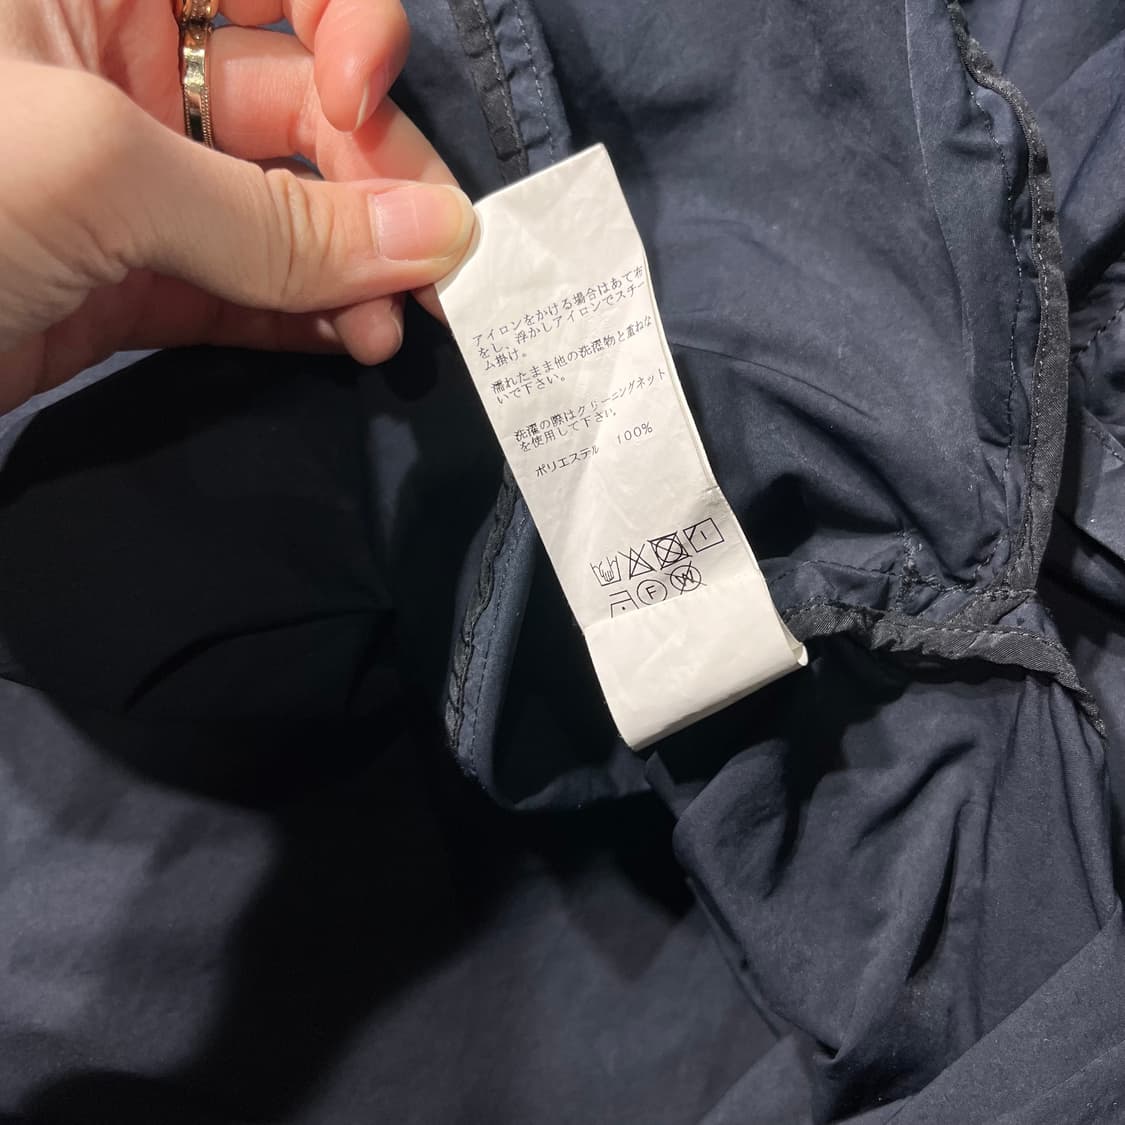 アイロンをかける場合はあて布
をし、浮かしアイロンでスチー
ム掛け。
濡れたまま他の洗濯物と重ねな
いで下さい。
洗濯の際はクリーニングネット
を使用して下さい。
ポリエステル 100%
F
W